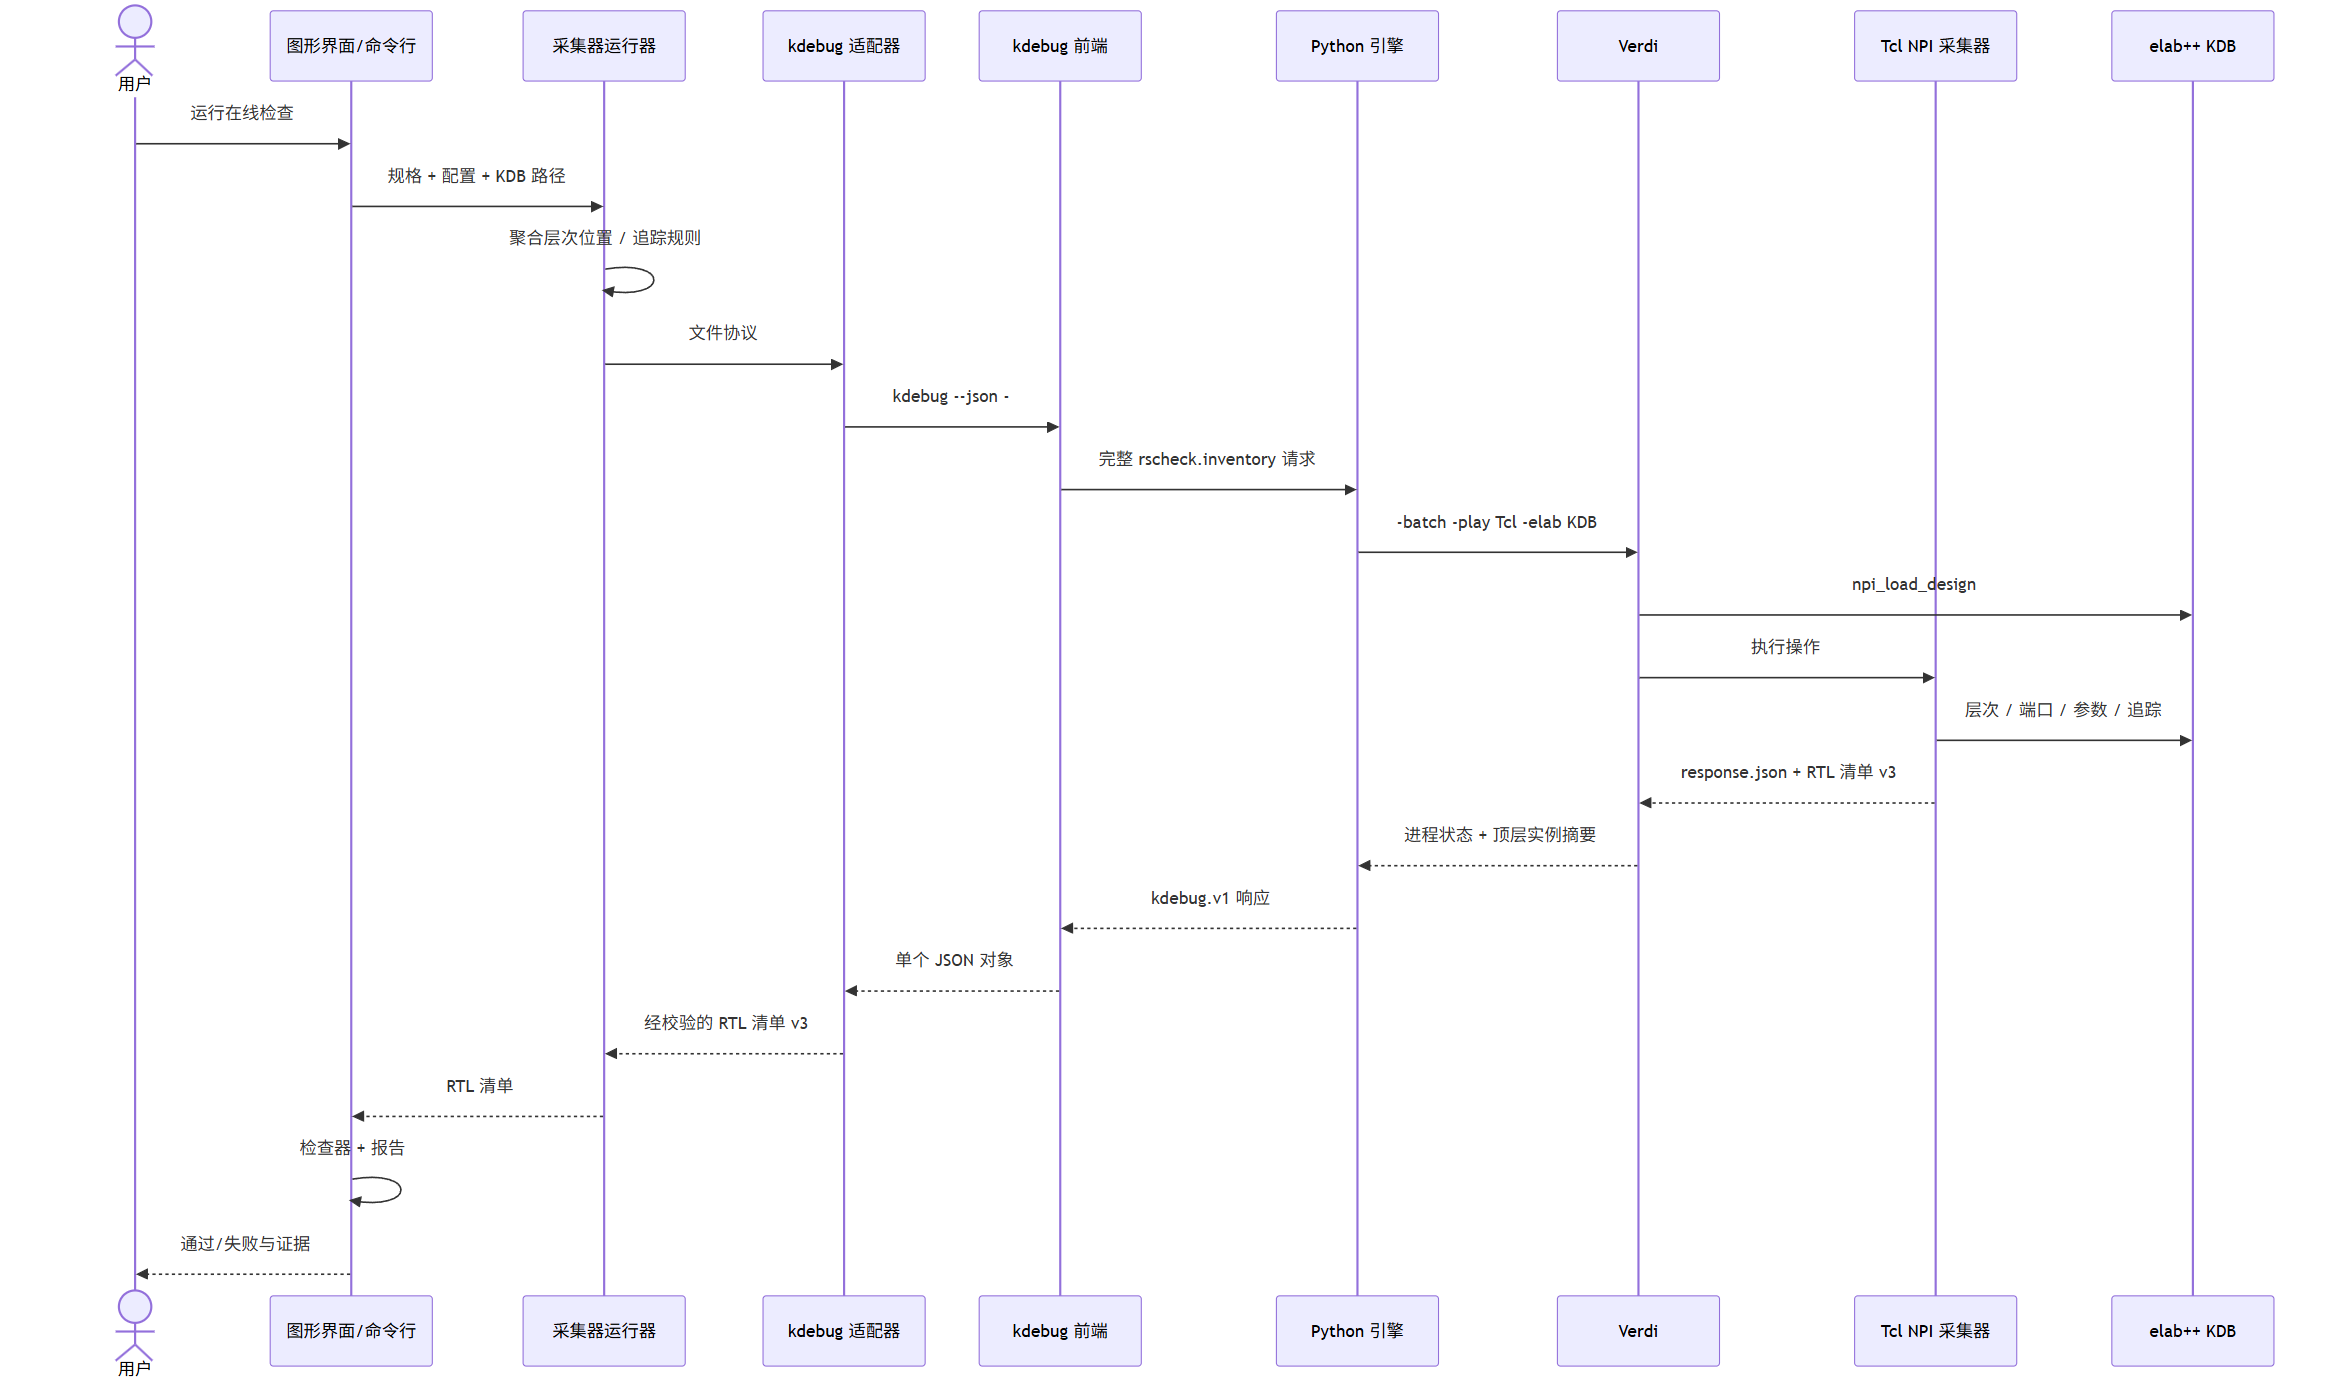 用户
图形界面/命令行
采集器运行器
kdebug 适配器
kdebug 前端
Python 引擎
Verdi
Tcl NPI 采集器
elab++ KDB
运行在线检查
规格 + 配置 + KDB 路径
聚合层次位置 / 追踪规则
文件协议
kdebug --json -
完整 rscheck.inventory 请求
-batch -play Tcl -elab KDB
npi_load_design
执行操作
层次 / 端口 / 参数 / 追踪
response.json + RTL 清单 v3
进程状态 + 顶层实例摘要
kdebug.v1 响应
单个 JSON 对象
经校验的 RTL 清单 v3
RTL 清单
检查器 + 报告
通过/失败与证据
用户
图形界面/命令行
采集器运行器
kdebug 适配器
kdebug 前端
Python 引擎
Verdi
Tcl NPI 采集器
elab++ KDB